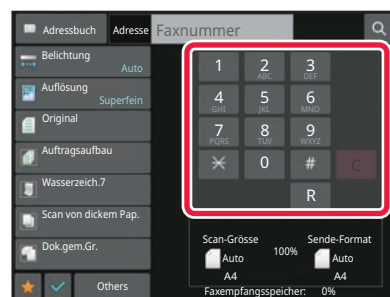 Adressbuch
Adresse
Faxnummer
Belichtung
Auto
Auflösung
Superfein
Original
Auftragsaufbau
Wasserzeich.7
Scan von dickem Pap.
Dok.gem.Gr.
Others
1
2 ABC
3 DEF
4 GHI
5 JKL
6 MNO
7 PQRS
8 TUV
9 WXYZ
0
#
C
R
Scan-Grösse
Auto
A4
100%
Sende-Format
Auto
A4
Faxempfangsspeicher: 0%